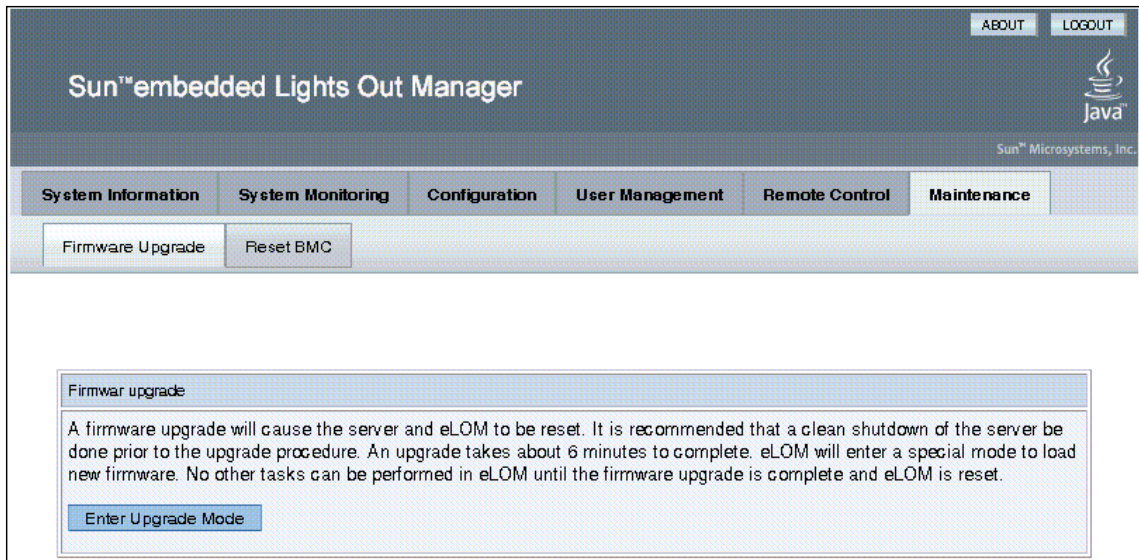 ABOUT LOGOUT
Sun™embedded Lights Out Manager
Java™
Sun™ Microsystems, Inc.
System Information System Monitoring Configuration User Management Remote Control Maintenance
Firmware Upgrade Reset BMC
Firmwar upgrade
A firmware upgrade will cause the server and eLOM to be reset. It is recommended that a clean shutdown of the server be
done prior to the upgrade procedure. An upgrade takes about 6 minutes to complete. eLOM will enter a special mode to load
new firmware. No other tasks can be performed in eLOM until the firmware upgrade is complete and eLOM is reset.
Enter Upgrade Mode